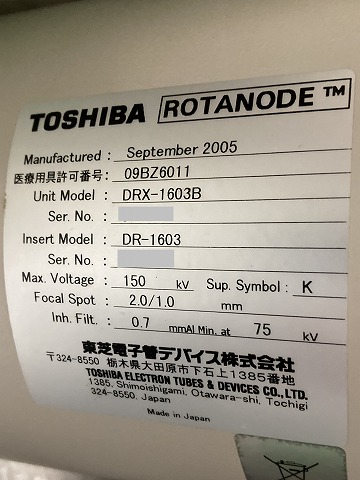 TOSHIBA ROTANODE™
Manufactured : September 2005
医療用具許可番号: 09BZ6011
Unit Model : DRX-1603B
Ser. No. :
Insert Model : DR-1603
Ser. No. :
Max. Voltage : 150 kV Sup. Symbol : K
Focal Spot : 2.0/1.0 mm
Inh. Filt. : 0.7 mmAl Min. at 75 kV
東芝電子管デバイス株式会社
〒324-8550 栃木県大田原市下石上1385番地
TOSHIBA ELECTRON TUBES & DEVICES CO., LTD.
1385, Shimoishigami, Otawara-shi, Tochigi
324-8550, Japan
Made in Japan